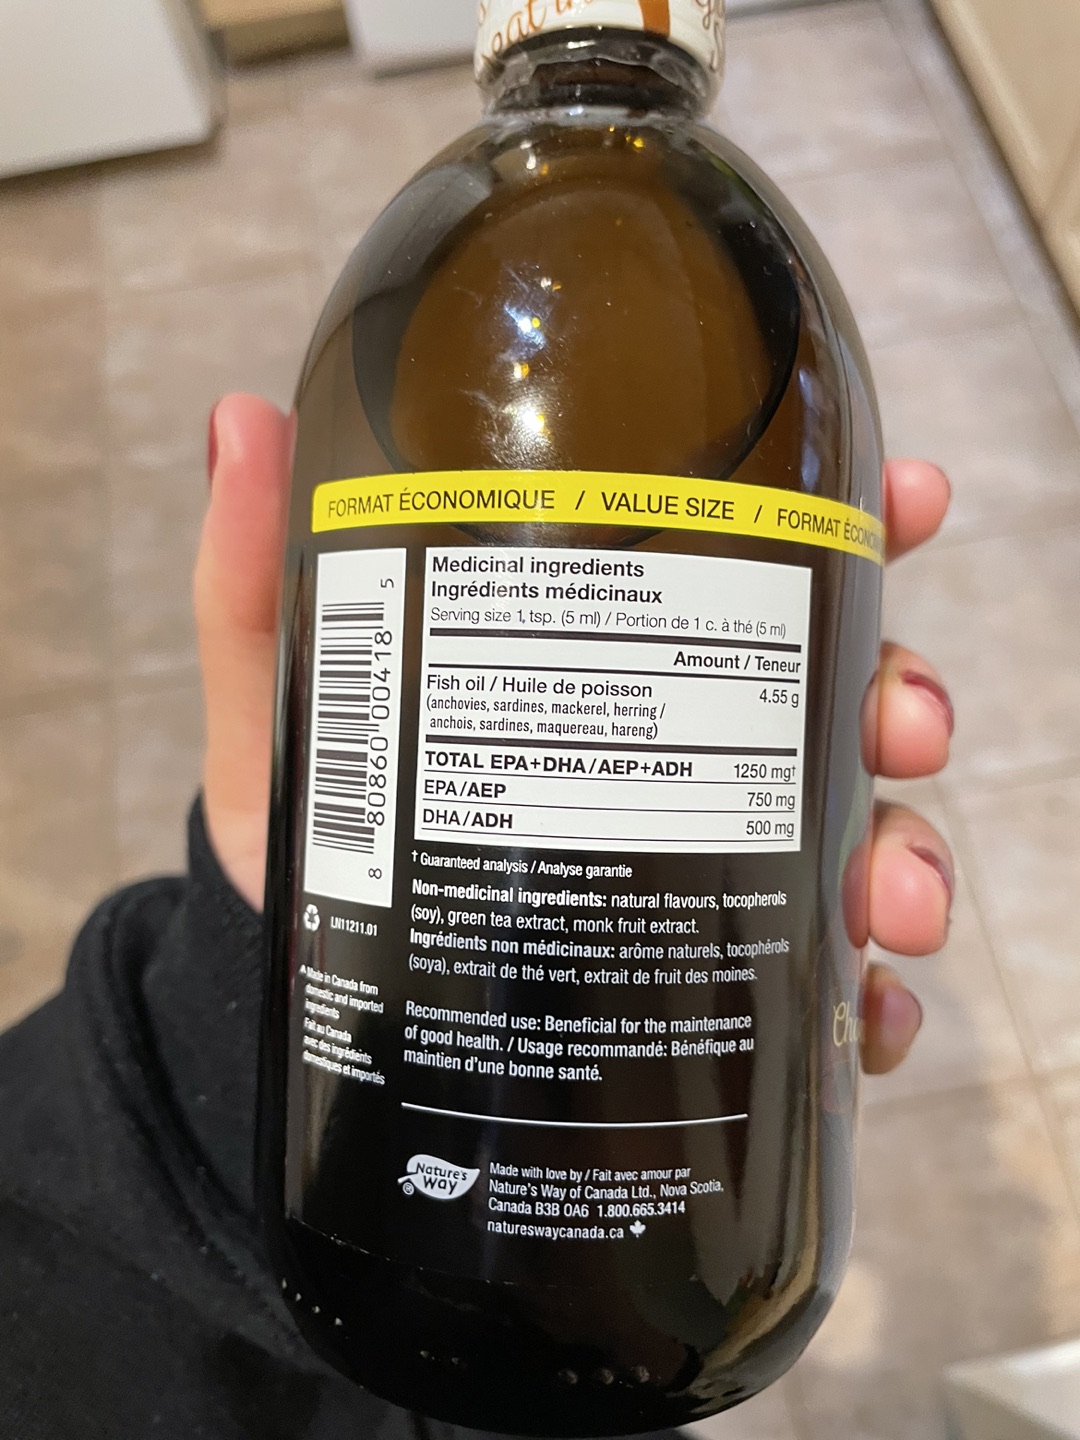 FORMAT ÉCONOMIQUE / VALUE SIZE / FORMAT ÉCONOMI
Medicinal ingredients
Ingrédients médicinaux
Serving size 1 tsp. (5 ml) / Portion de 1 c. à thé (5 ml)
Amount / Teneur
Fish oil / Huile de poisson 4.55 g
(anchovies, sardines, mackerel, herring /
anchois, sardines, maquereau, hareng)
TOTAL EPA+DHA/AEP+ADH 1250 mg†
EPA/AEP 750 mg
DHA/ADH 500 mg
† Guaranteed analysis / Analyse garantie
Non-medicinal ingredients: natural flavours, tocopherols
(soy), green tea extract, monk fruit extract.
Ingrédients non médicinaux: arôme naturels, tocophérols
(soya), extrait de thé vert, extrait de fruit des moines.
Recommended use: Beneficial for the maintenance
of good health. / Usage recommandé: Bénéfique au
maintien d'une bonne santé.
8 80860 00418 5
LN11211.01
Made in Canada from
domestic and imported
ingredients
Fait au Canada
avec des ingrédients
domestiques et importés
Nature's
Way®
Made with love by / Fait avec amour par
Nature's Way of Canada Ltd., Nova Scotia,
Canada B3B 0A6 1.800.665.3414
natureswaycanada.ca